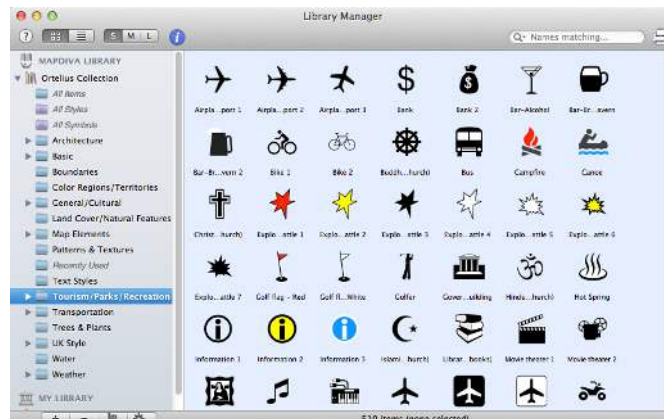 Library Manager
S M L
Names matching...
MAPDIVA LIBRARY
Ortelius Collection
All Items
All Styles
All Symbols
Architecture
Basic
Boundaries
Color Regions/Territories
General/Cultural
Land Cover/Natural Features
Map Elements
Patterns & Textures
Recently Used
Text Styles
Tourism/Parks/Recreation
Transportation
Trees & Plants
UK Style
Water
Weather
MY LIBRARY
Airpla...port 1 Airpla...port 2 Airpla...port 3 Bank Bank 2 Bar-Alcohol Bar-Br...avern
Bar-Br...vern 2 Bike 1 Bike 2 Buddh...hurch) Bus Campfire Canoe
Christ...hurch) Explo...attle 1 Explo...attle 2 Explo...attle 3 Explo...attle 4 Explo...attle 5 Explo...attle 6
Explo...attle 7 Golf flag - Red Golf fl...White Golfer Gover...uilding Hindu...hurch) Hot Spring
Information 1 Information 2 Information 3 Islami...hurch) Librar...books) Movie theater 1 Movie theater 2
items (none selected)